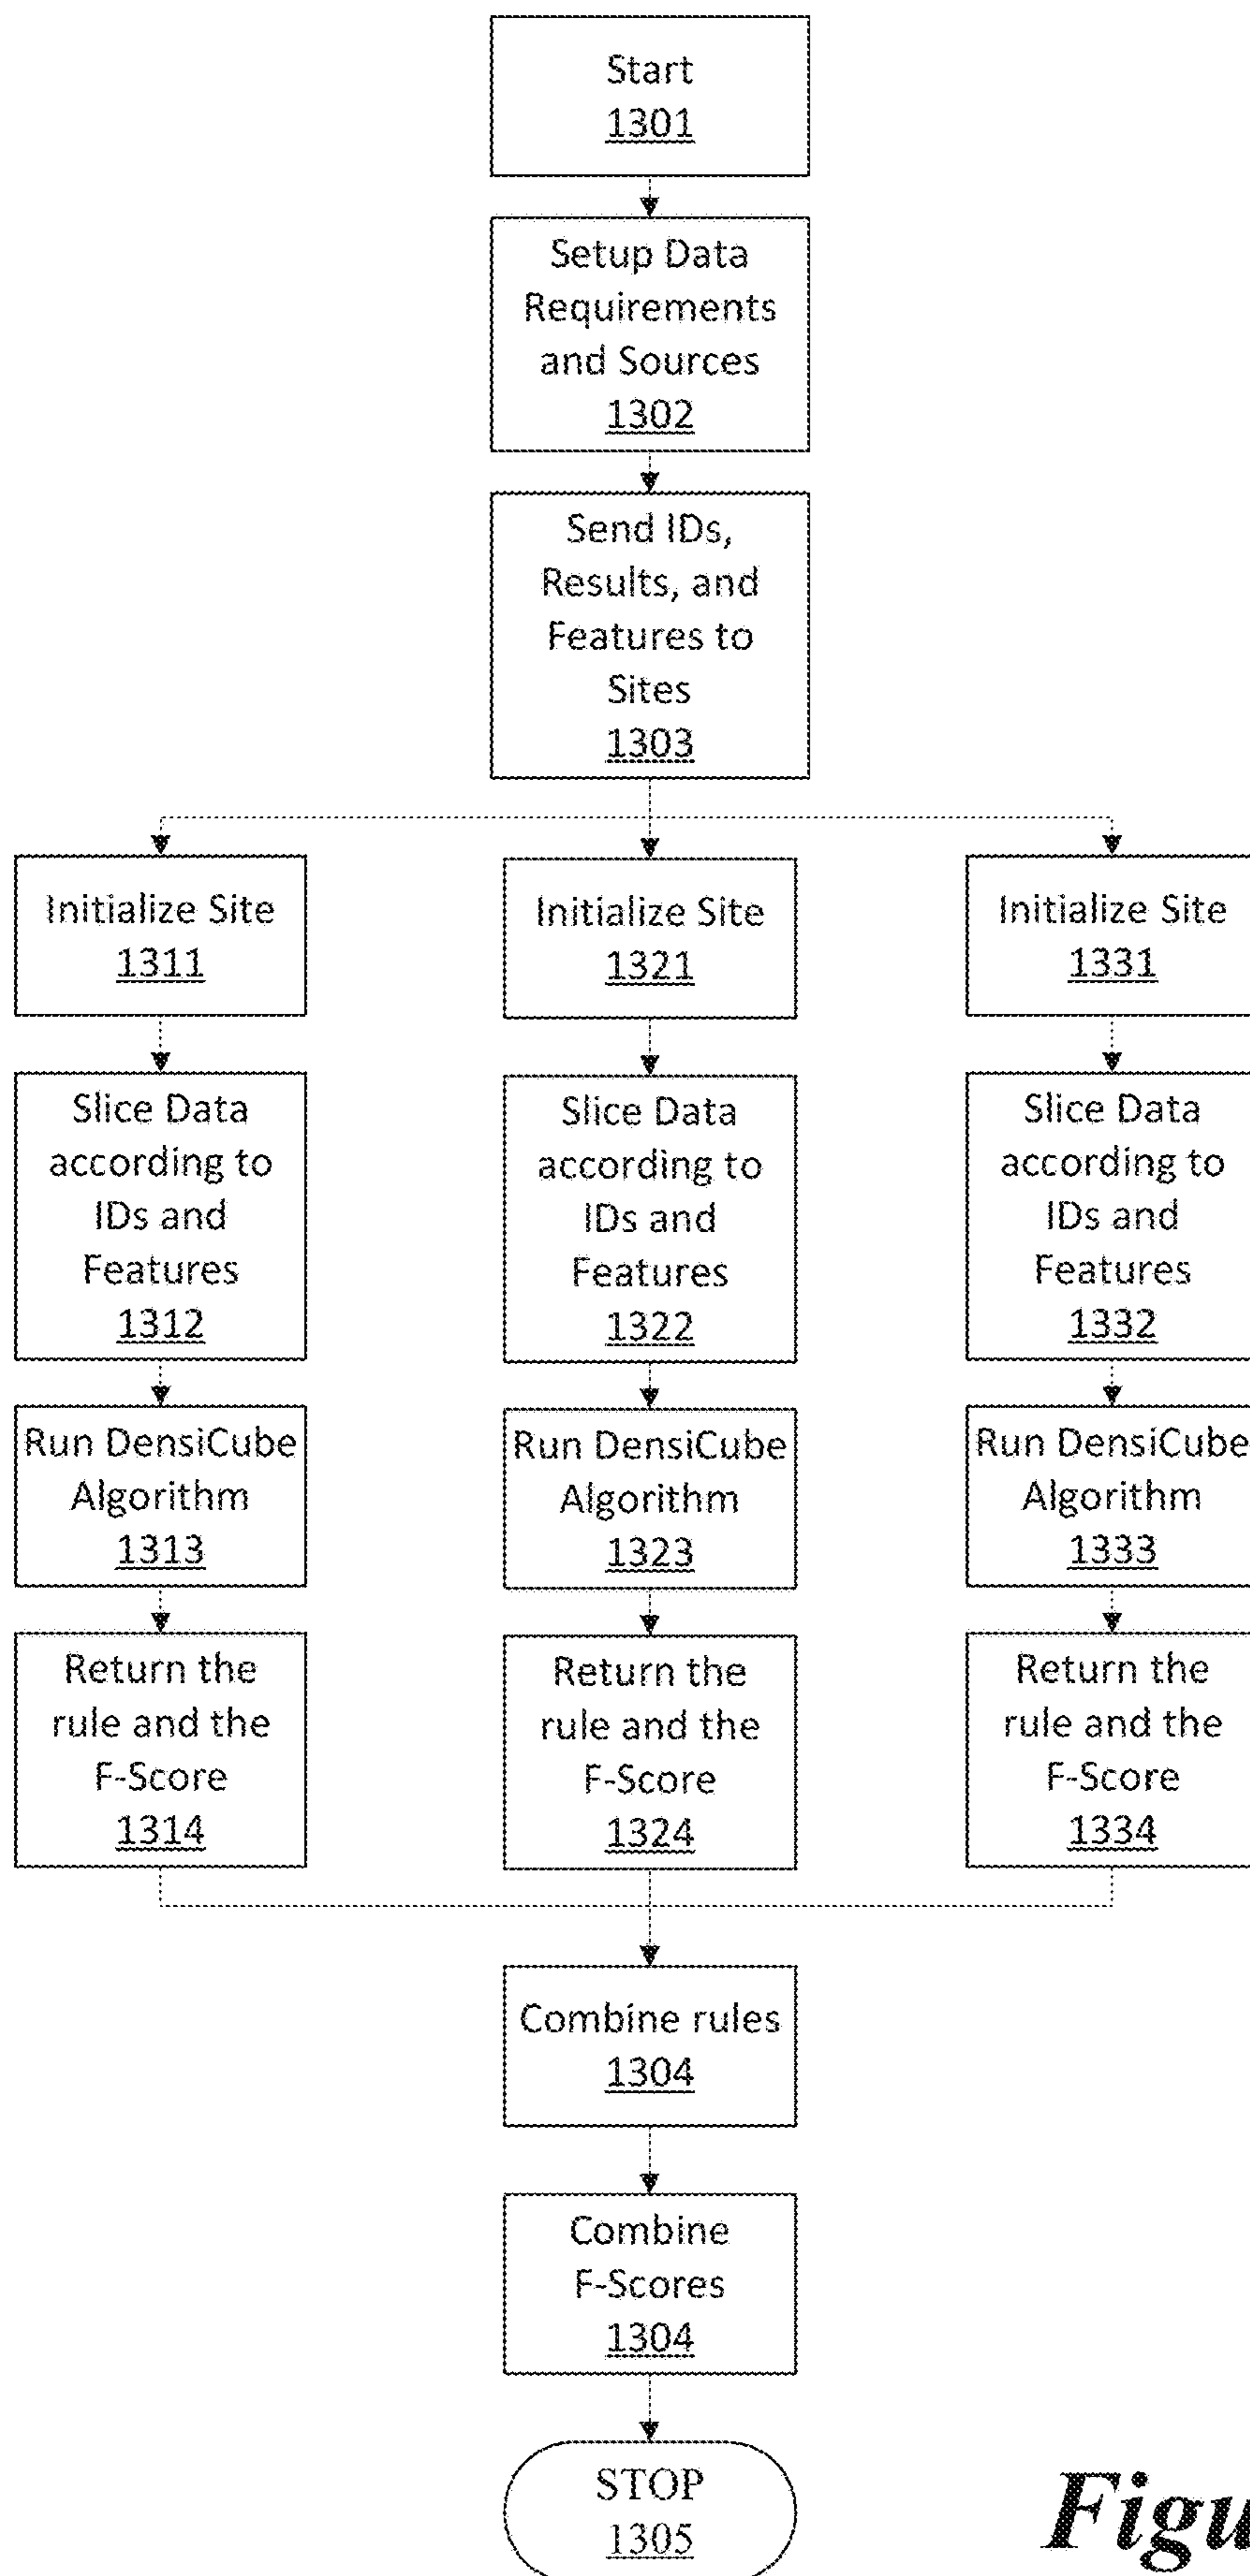 Start
1301
Setup Data
Requirements
and Sources
1302
Send IDs,
Results, and
Features to
Sites
1303
Initialize Site
1311
Slice Data
according to
IDs and
Features
1312
Run DensiCube
Algorithm
1313
Return the
rule and the
F-Score
1314
Initialize Site
1321
Slice Data
according to
IDs and
Features
1322
Run DensiCube
Algorithm
1323
Return the
rule and the
F-Score
1324
Initialize Site
1331
Slice Data
according to
IDs and
Features
1332
Run DensiCube
Algorithm
1333
Return the
rule and the
F-Score
1334
Combine rules
1304
Combine
F-Scores
1304
STOP
1305